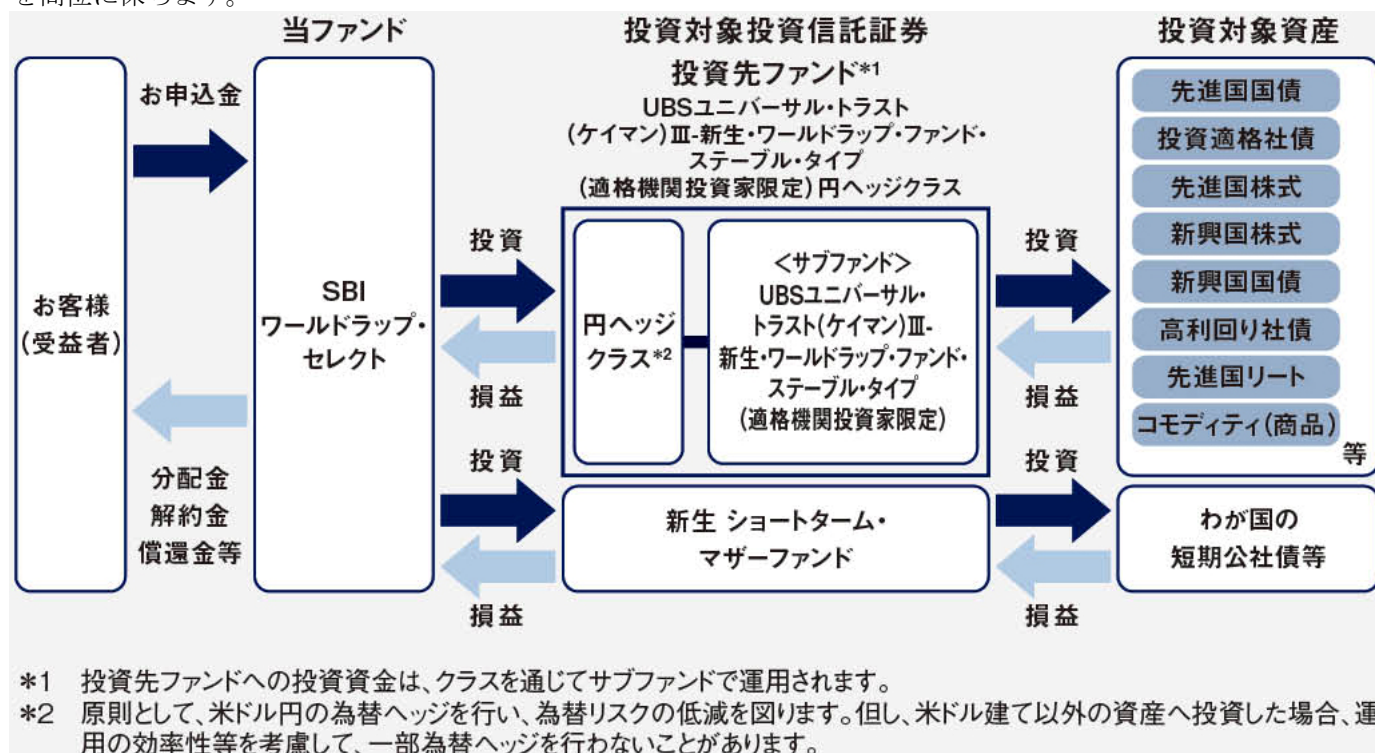 を高位に保ちます。
当ファンド
投資対象投資信託証券
投資対象資産
お客様
(受益者)
お申込金
分配金
解約金
償還金等
SBI
ワールドラップ・
セレクト
投資
損益
投資
損益
投資先ファンド*1
UBSユニバーサル・トラスト
(ケイマン)Ⅲ-新生・ワールドラップ・ファンド・
ステーブル・タイプ
(適格機関投資家限定)円ヘッジクラス
円ヘッジ
クラス*2
<サブファンド>
UBSユニバーサル・
トラスト(ケイマン)Ⅲ-
新生・ワールドラップ・ファンド・
ステーブル・タイプ
(適格機関投資家限定)
新生 ショートターム・
マザーファンド
投資
損益
投資
損益
先進国国債
投資適格社債
先進国株式
新興国株式
新興国国債
高利回り社債
先進国リート
コモディティ(商品)
等
わが国の
短期公社債等
*1 投資先ファンドへの投資資金は、クラスを通じてサブファンドで運用されます。
*2 原則として、米ドル円の為替ヘッジを行い、為替リスクの低減を図ります。但し、米ドル建て以外の資産へ投資した場合、運
用の効率性等を考慮して、一部為替ヘッジを行わないことがあります。